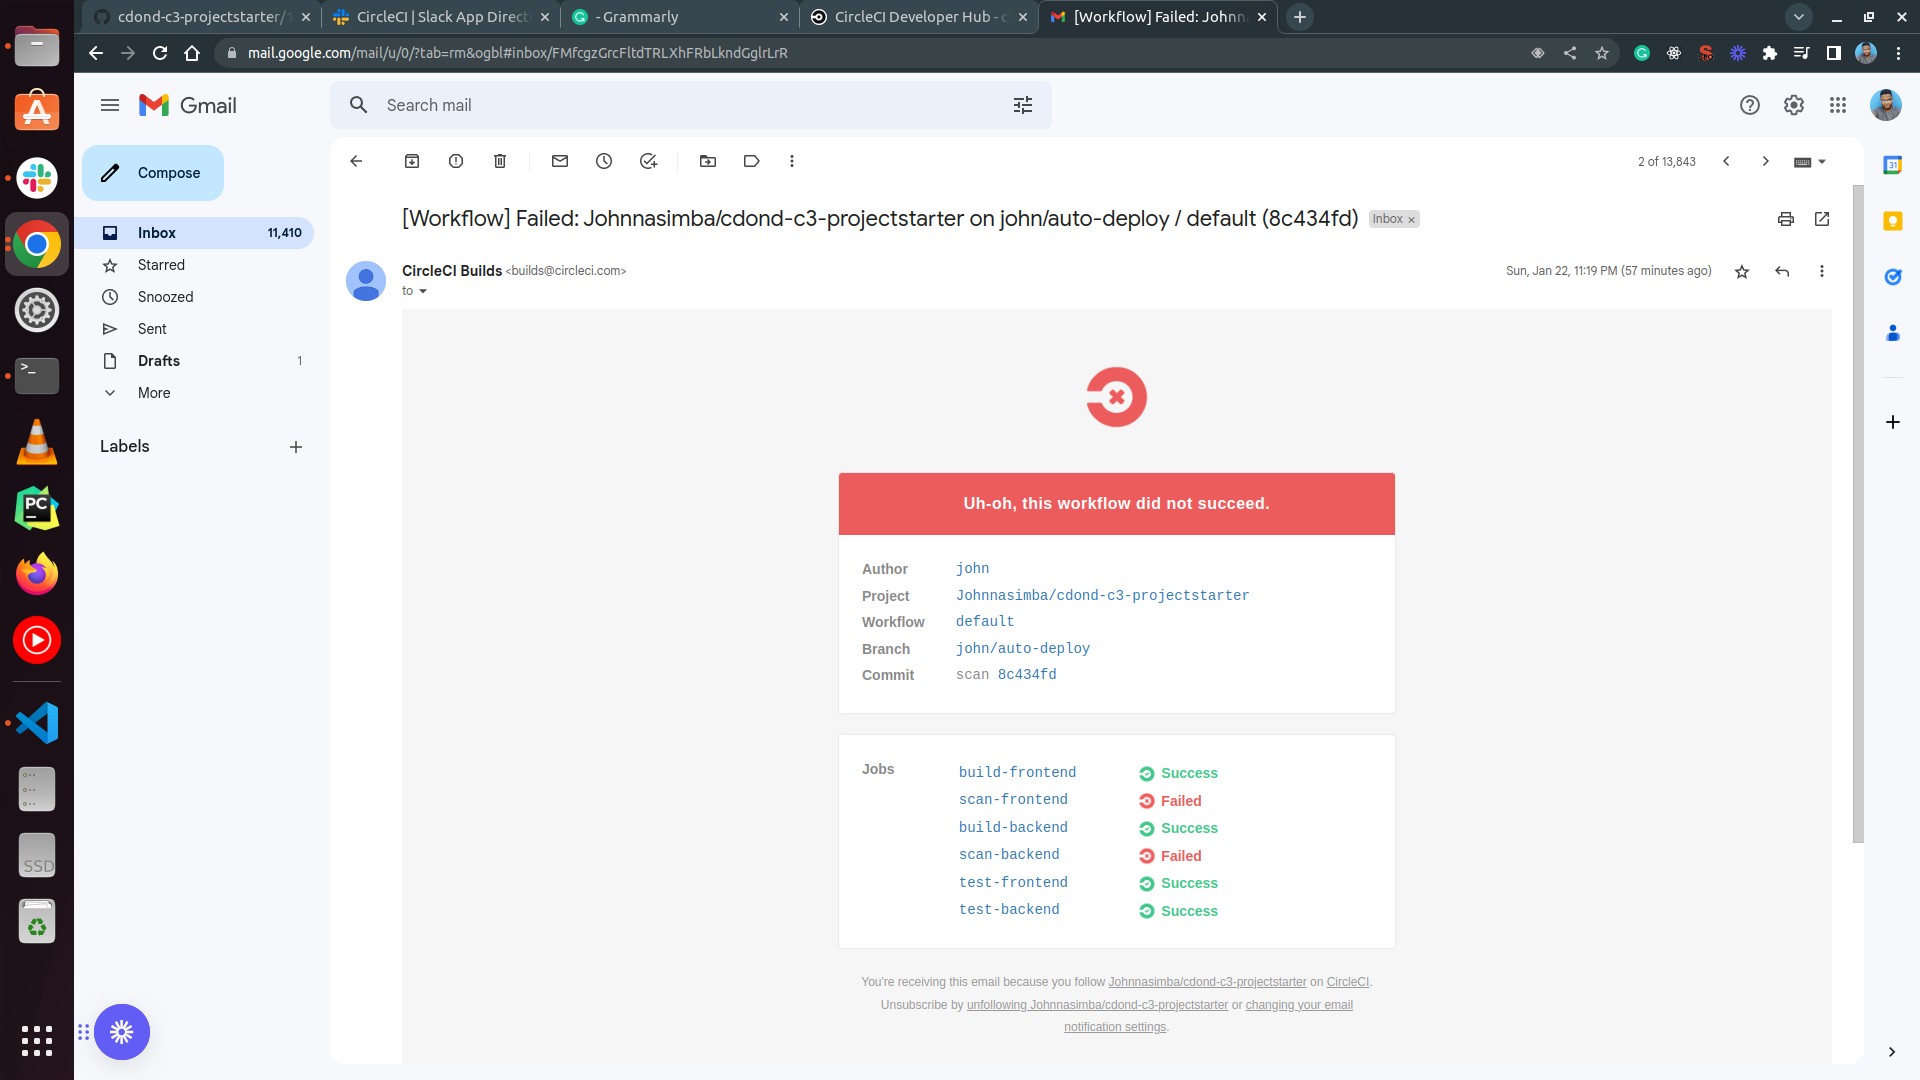 cdond-c3-projectstarter/
CircleCI | Slack App Direct
- Grammarly
CircleCI Developer Hub - c
[Workflow] Failed: Johnn
mail.google.com/mail/u/0/?tab=rm&ogbl#inbox/FMfcgzGrcFltdTRLXhFRbLkndGglrLrR
Gmail
Search mail
Compose
2 of 13,843
[Workflow] Failed: Johnnasimba/cdond-c3-projectstarter on john/auto-deploy / default (8c434fd)
Inbox ×
Inbox 11,410
Starred
Snoozed
Sent
Drafts 1
More
Labels
CircleCI Builds <builds@circleci.com>
Sun, Jan 22, 11:19 PM (57 minutes ago)
to
Uh-oh, this workflow did not succeed.
Author john
Project Johnnasimba/cdond-c3-projectstarter
Workflow default
Branch john/auto-deploy
Commit scan 8c434fd
Jobs build-frontend Success
scan-frontend Failed
build-backend Success
scan-backend Failed
test-frontend Success
test-backend Success
You're receiving this email because you follow Johnnasimba/cdond-c3-projectstarter on CircleCI.
Unsubscribe by unfollowing Johnnasimba/cdond-c3-projectstarter or changing your email
notification settings.
PC
SSD
>_
31